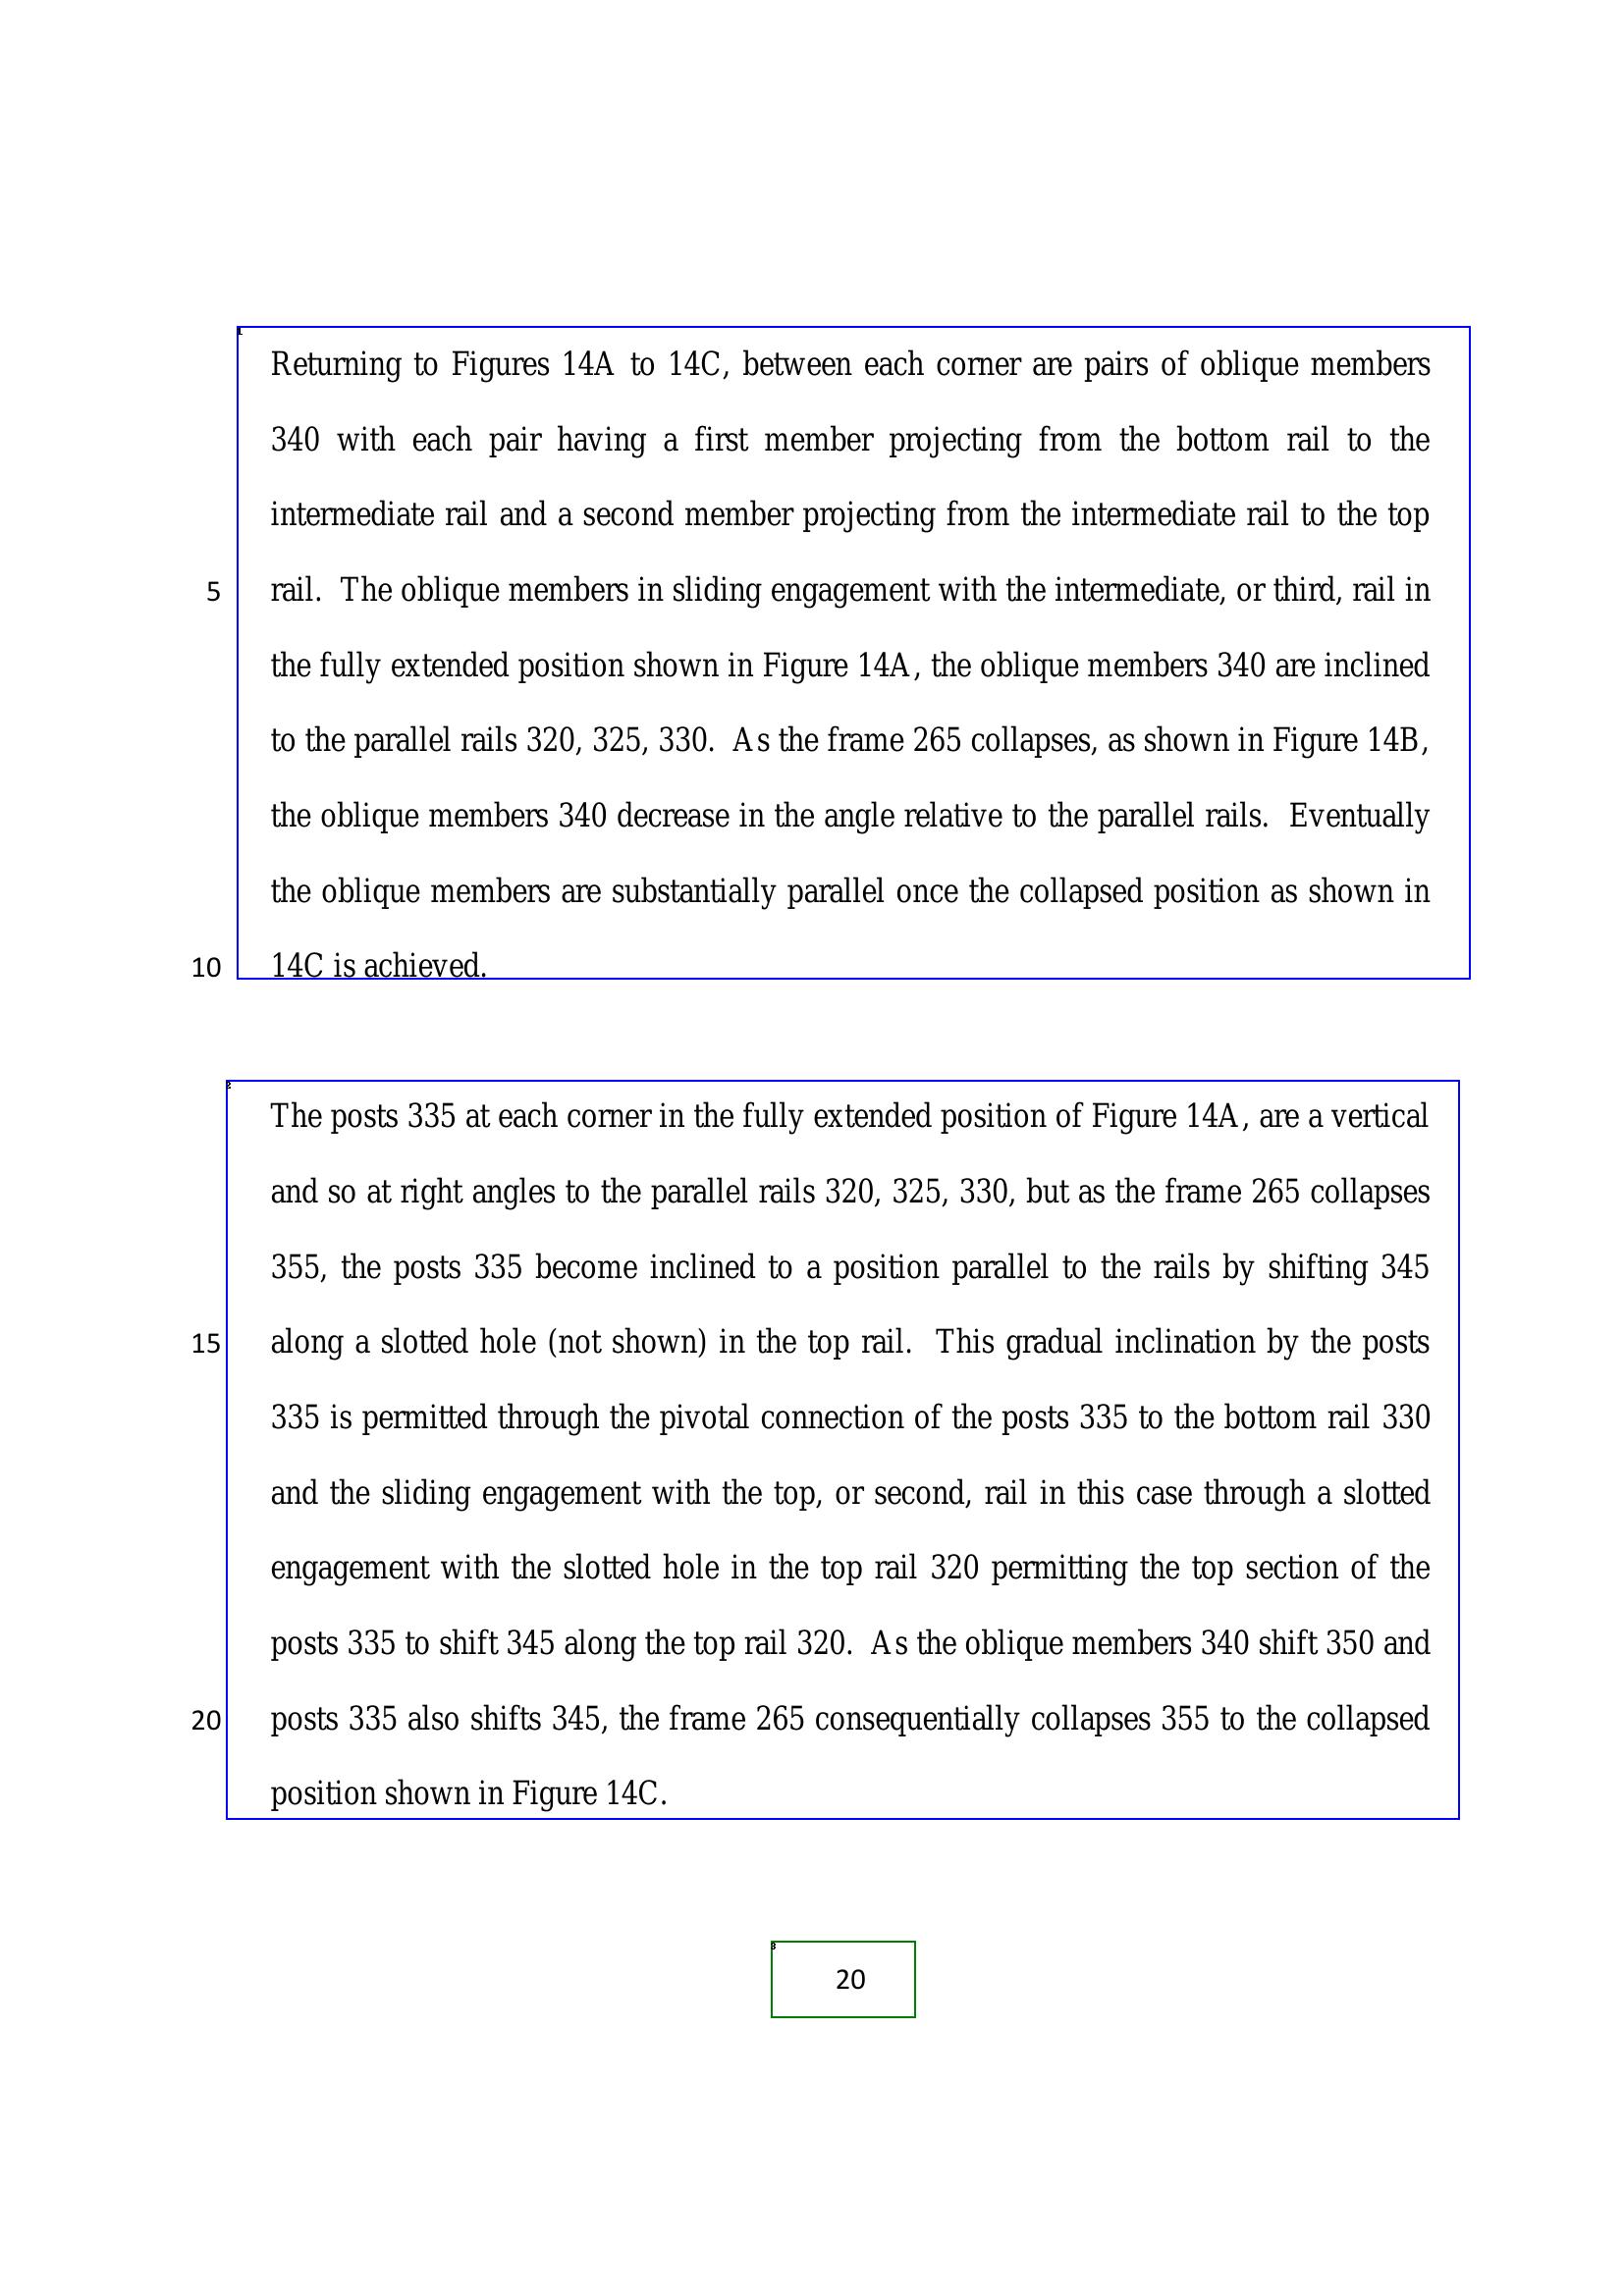 Returning to Figures 14A to 14C, between each corner are pairs of oblique members
340 with each pair having a first member projecting from the bottom rail to the
intermediate rail and a second member projecting from the intermediate rail to the top
5 rail. The oblique members in sliding engagement with the intermediate, or third, rail in
the fully extended position shown in Figure 14A, the oblique members 340 are inclined
to the parallel rails 320, 325, 330. As the frame 265 collapses, as shown in Figure 14B,
the oblique members 340 decrease in the angle relative to the parallel rails. Eventually
the oblique members are substantially parallel once the collapsed position as shown in
10 14C is achieved.
The posts 335 at each corner in the fully extended position of Figure 14A, are a vertical
and so at right angles to the parallel rails 320, 325, 330, but as the frame 265 collapses
355, the posts 335 become inclined to a position parallel to the rails by shifting 345
15 along a slotted hole (not shown) in the top rail. This gradual inclination by the posts
335 is permitted through the pivotal connection of the posts 335 to the bottom rail 330
and the sliding engagement with the top, or second, rail in this case through a slotted
engagement with the slotted hole in the top rail 320 permitting the top section of the
posts 335 to shift 345 along the top rail 320. As the oblique members 340 shift 350 and
20 posts 335 also shifts 345, the frame 265 consequentially collapses 355 to the collapsed
position shown in Figure 14C.
20